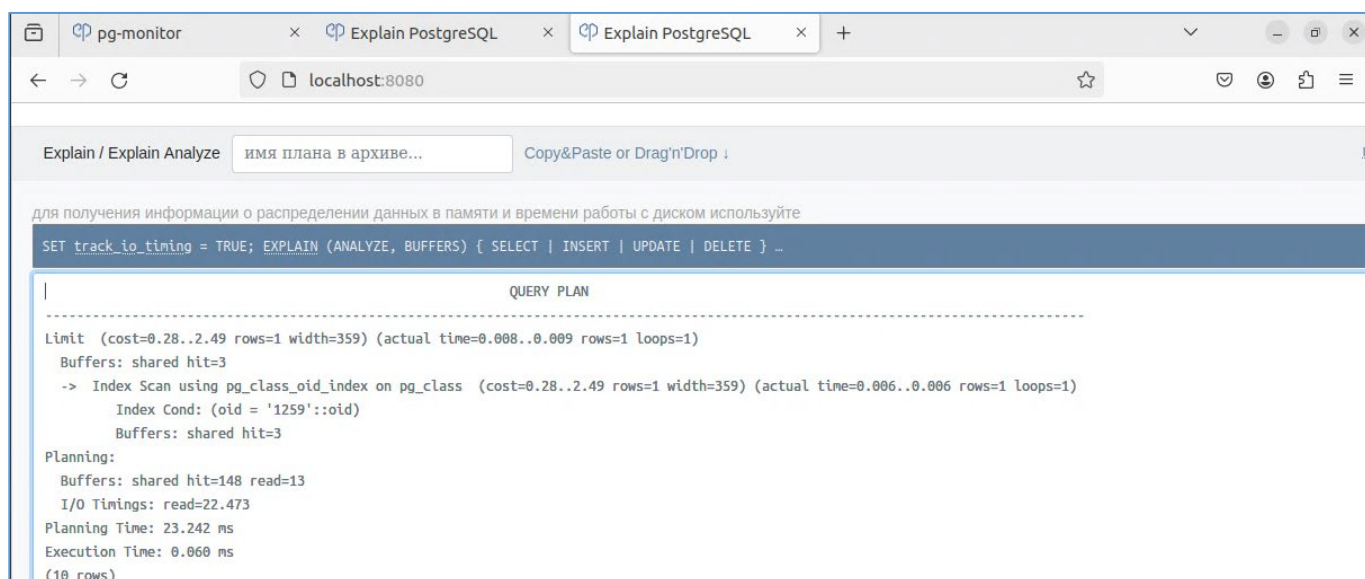 pg-monitor × Explain PostgreSQL × Explain PostgreSQL × +
localhost:8080
Explain / Explain Analyze имя плана в архиве... Copy&Paste or Drag'n'Drop ↓
для получения информации о распределении данных в памяти и времени работы с диском используйте
SET track_io_timing = TRUE; EXPLAIN (ANALYZE, BUFFERS) { SELECT | INSERT | UPDATE | DELETE } …
QUERY PLAN
-----------------------------------------------------------------------------------------------------------------------------------
Limit (cost=0.28..2.49 rows=1 width=359) (actual time=0.008..0.009 rows=1 loops=1)
Buffers: shared hit=3
-> Index Scan using pg_class_oid_index on pg_class (cost=0.28..2.49 rows=1 width=359) (actual time=0.006..0.006 rows=1 loops=1)
Index Cond: (oid = '1259'::oid)
Buffers: shared hit=3
Planning:
Buffers: shared hit=148 read=13
I/O Timings: read=22.473
Planning Time: 23.242 ms
Execution Time: 0.060 ms
(10 rows)